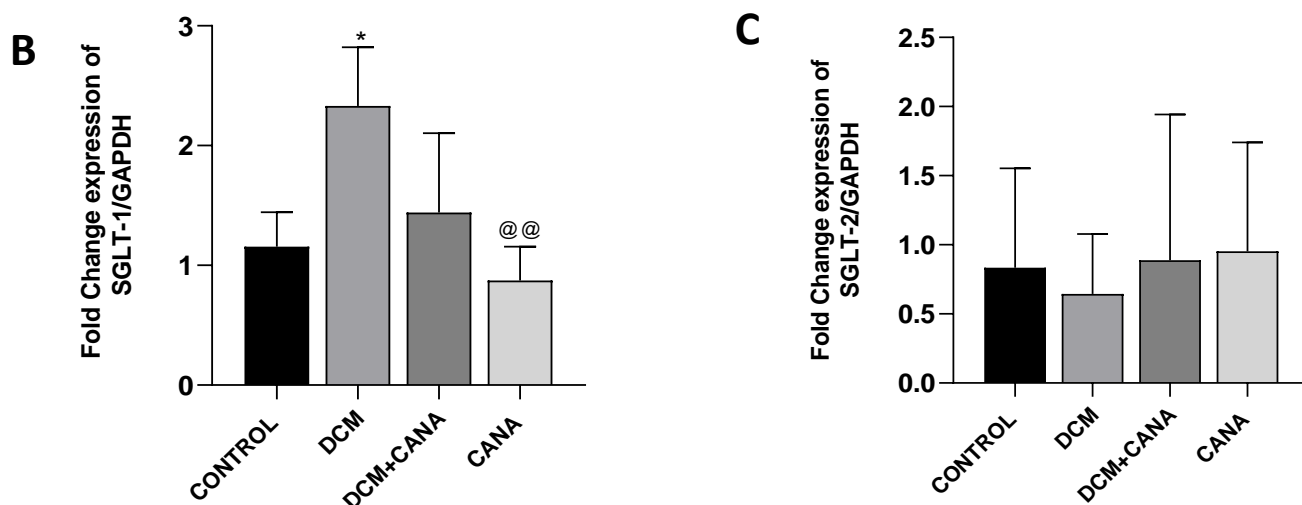 B
Fold Change expression of
SGLT-1/GAPDH
3
2
1
0
*
@@
CONTROL
DCM
DCM+CANA
CANA
C
Fold Change expression of
SGLT-2/GAPDH
2.5
2.0
1.5
1.0
0.5
0.0
CONTROL
DCM
DCM+CANA
CANA